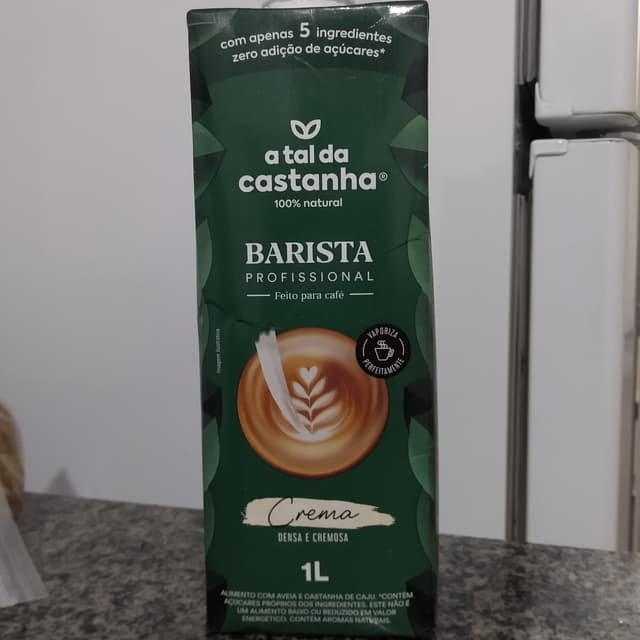 com apenas 5 ingredientes
zero adição de açúcares*
a tal da
castanha®
100% natural
BARISTA
PROFISSIONAL
Feito para café
VAPORIZA
PERFEITAMENTE
Imagem ilustrativa
Crema
DENSA E CREMOSA
1L
ALIMENTO COM AVEIA E CASTANHA DE CAJU. *CONTÉM
AÇÚCARES PRÓPRIOS DOS INGREDIENTES. ESTE NÃO É
UM ALIMENTO BAIXO OU REDUZIDO EM VALOR
ENERGÉTICO. CONTÉM AROMAS NATURAIS.